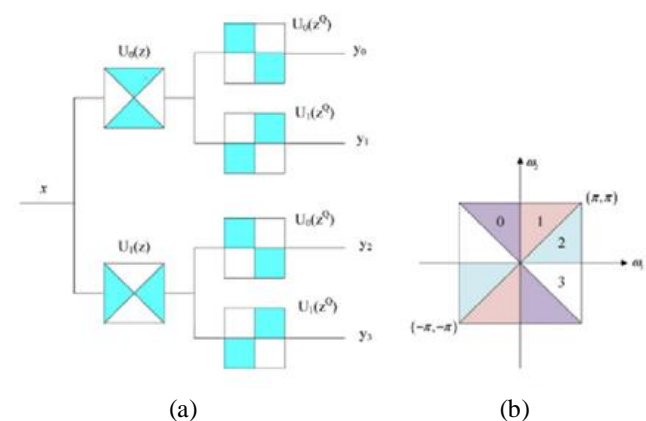 U₀(z)
U₀(z^Q)
y₀
U₁(z^Q)
y₁
x
U₁(z)
U₀(z^Q)
y₂
U₁(z^Q)
y₃
ω₂
(π,π)
0
1
2
3
ω₁
(-π,-π)
(a)
(b)